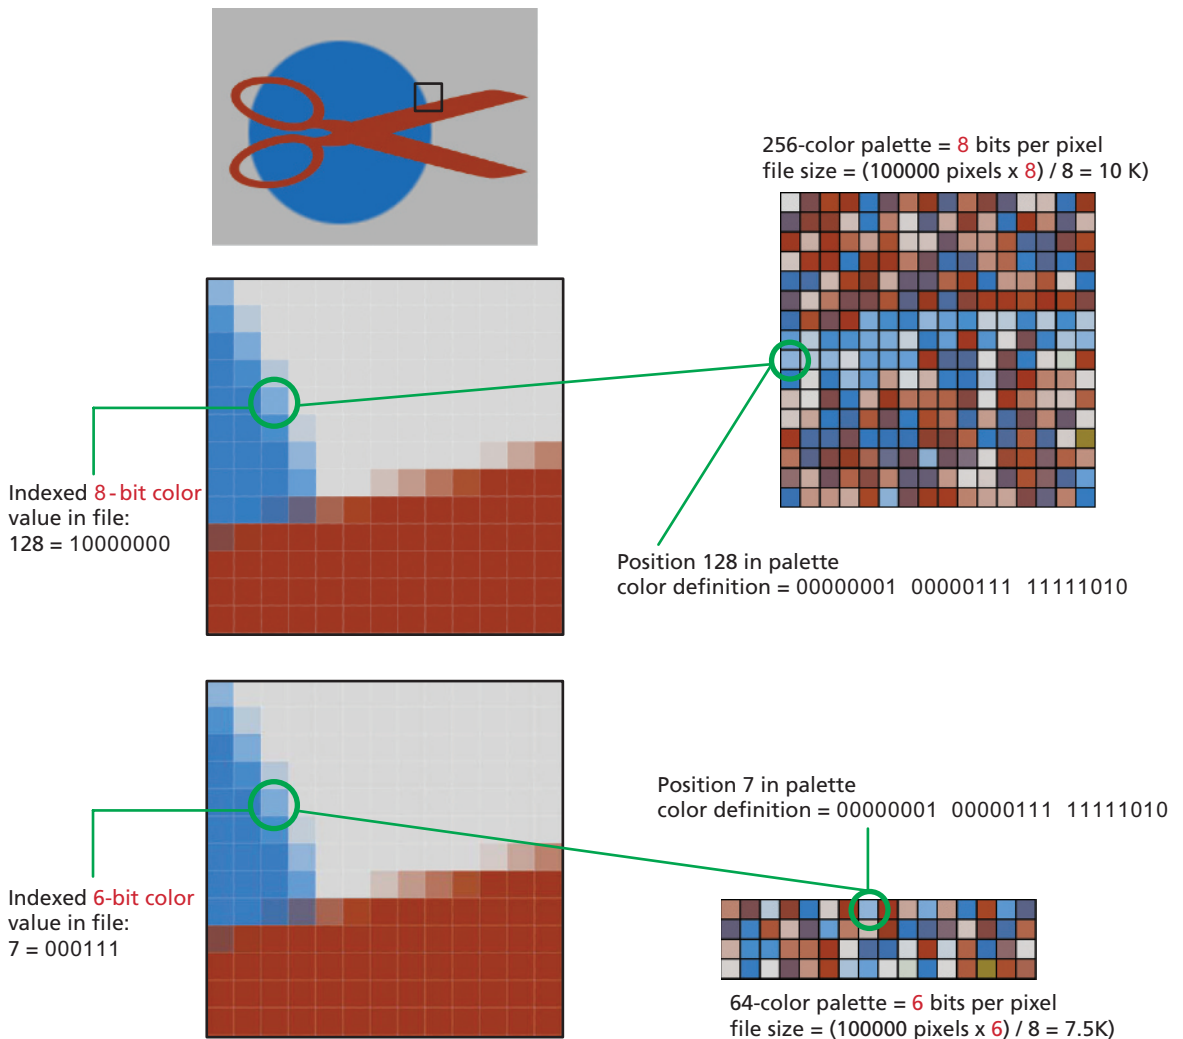 256-color palette = 8 bits per pixel
file size = (100000 pixels x 8) / 8 = 10 K)
Indexed 8-bit color
value in file:
128 = 10000000
Position 128 in palette
color definition = 00000001 00000111 11111010
Position 7 in palette
color definition = 00000001 00000111 11111010
Indexed 6-bit color
value in file:
7 = 000111
64-color palette = 6 bits per pixel
file size = (100000 pixels x 6) / 8 = 7.5K)